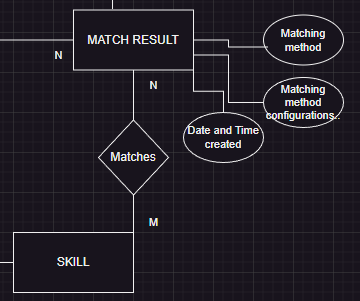 Matching
method
MATCH RESULT
N
N
Matching
method
configurations..
Date and Time
created
Matches
M
SKILL